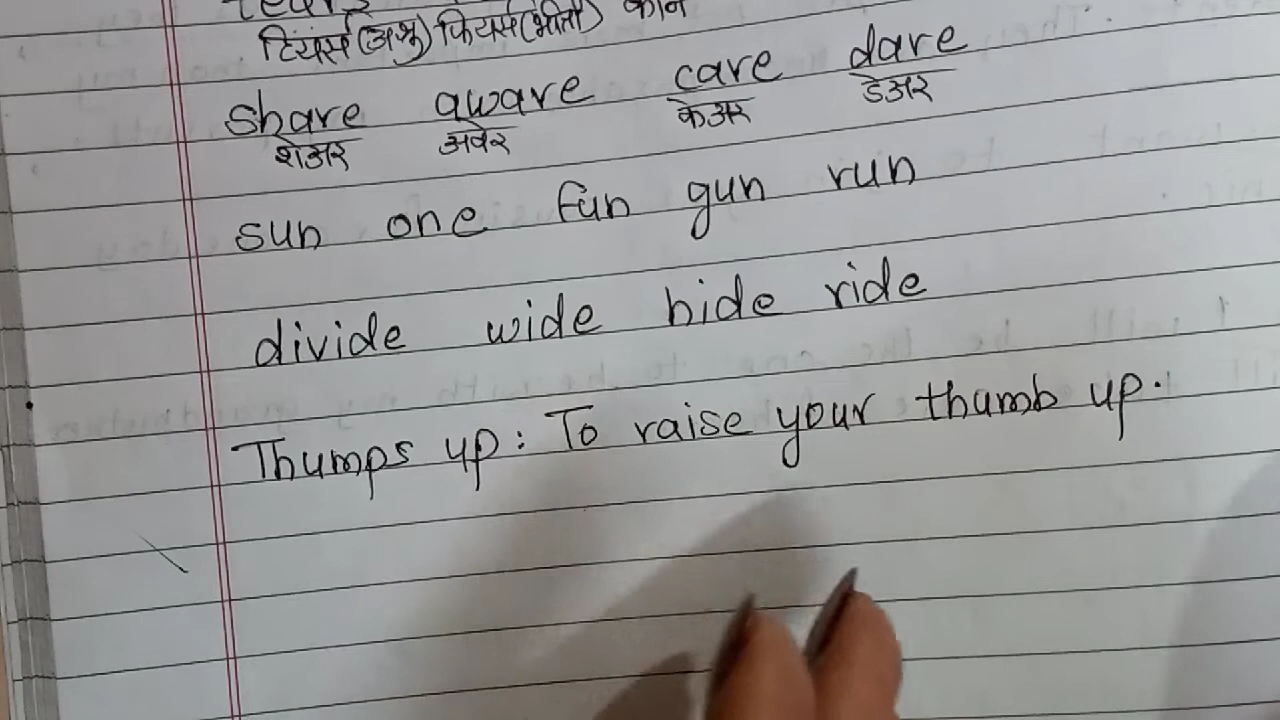 टियर्स (अश्रु) फियर्स (भीती) कान
share aware care dare
शेअर अवेर केअर डेअर
sun one fun gun run
divide wide hide ride
Thumps up: To raise your thumb up.